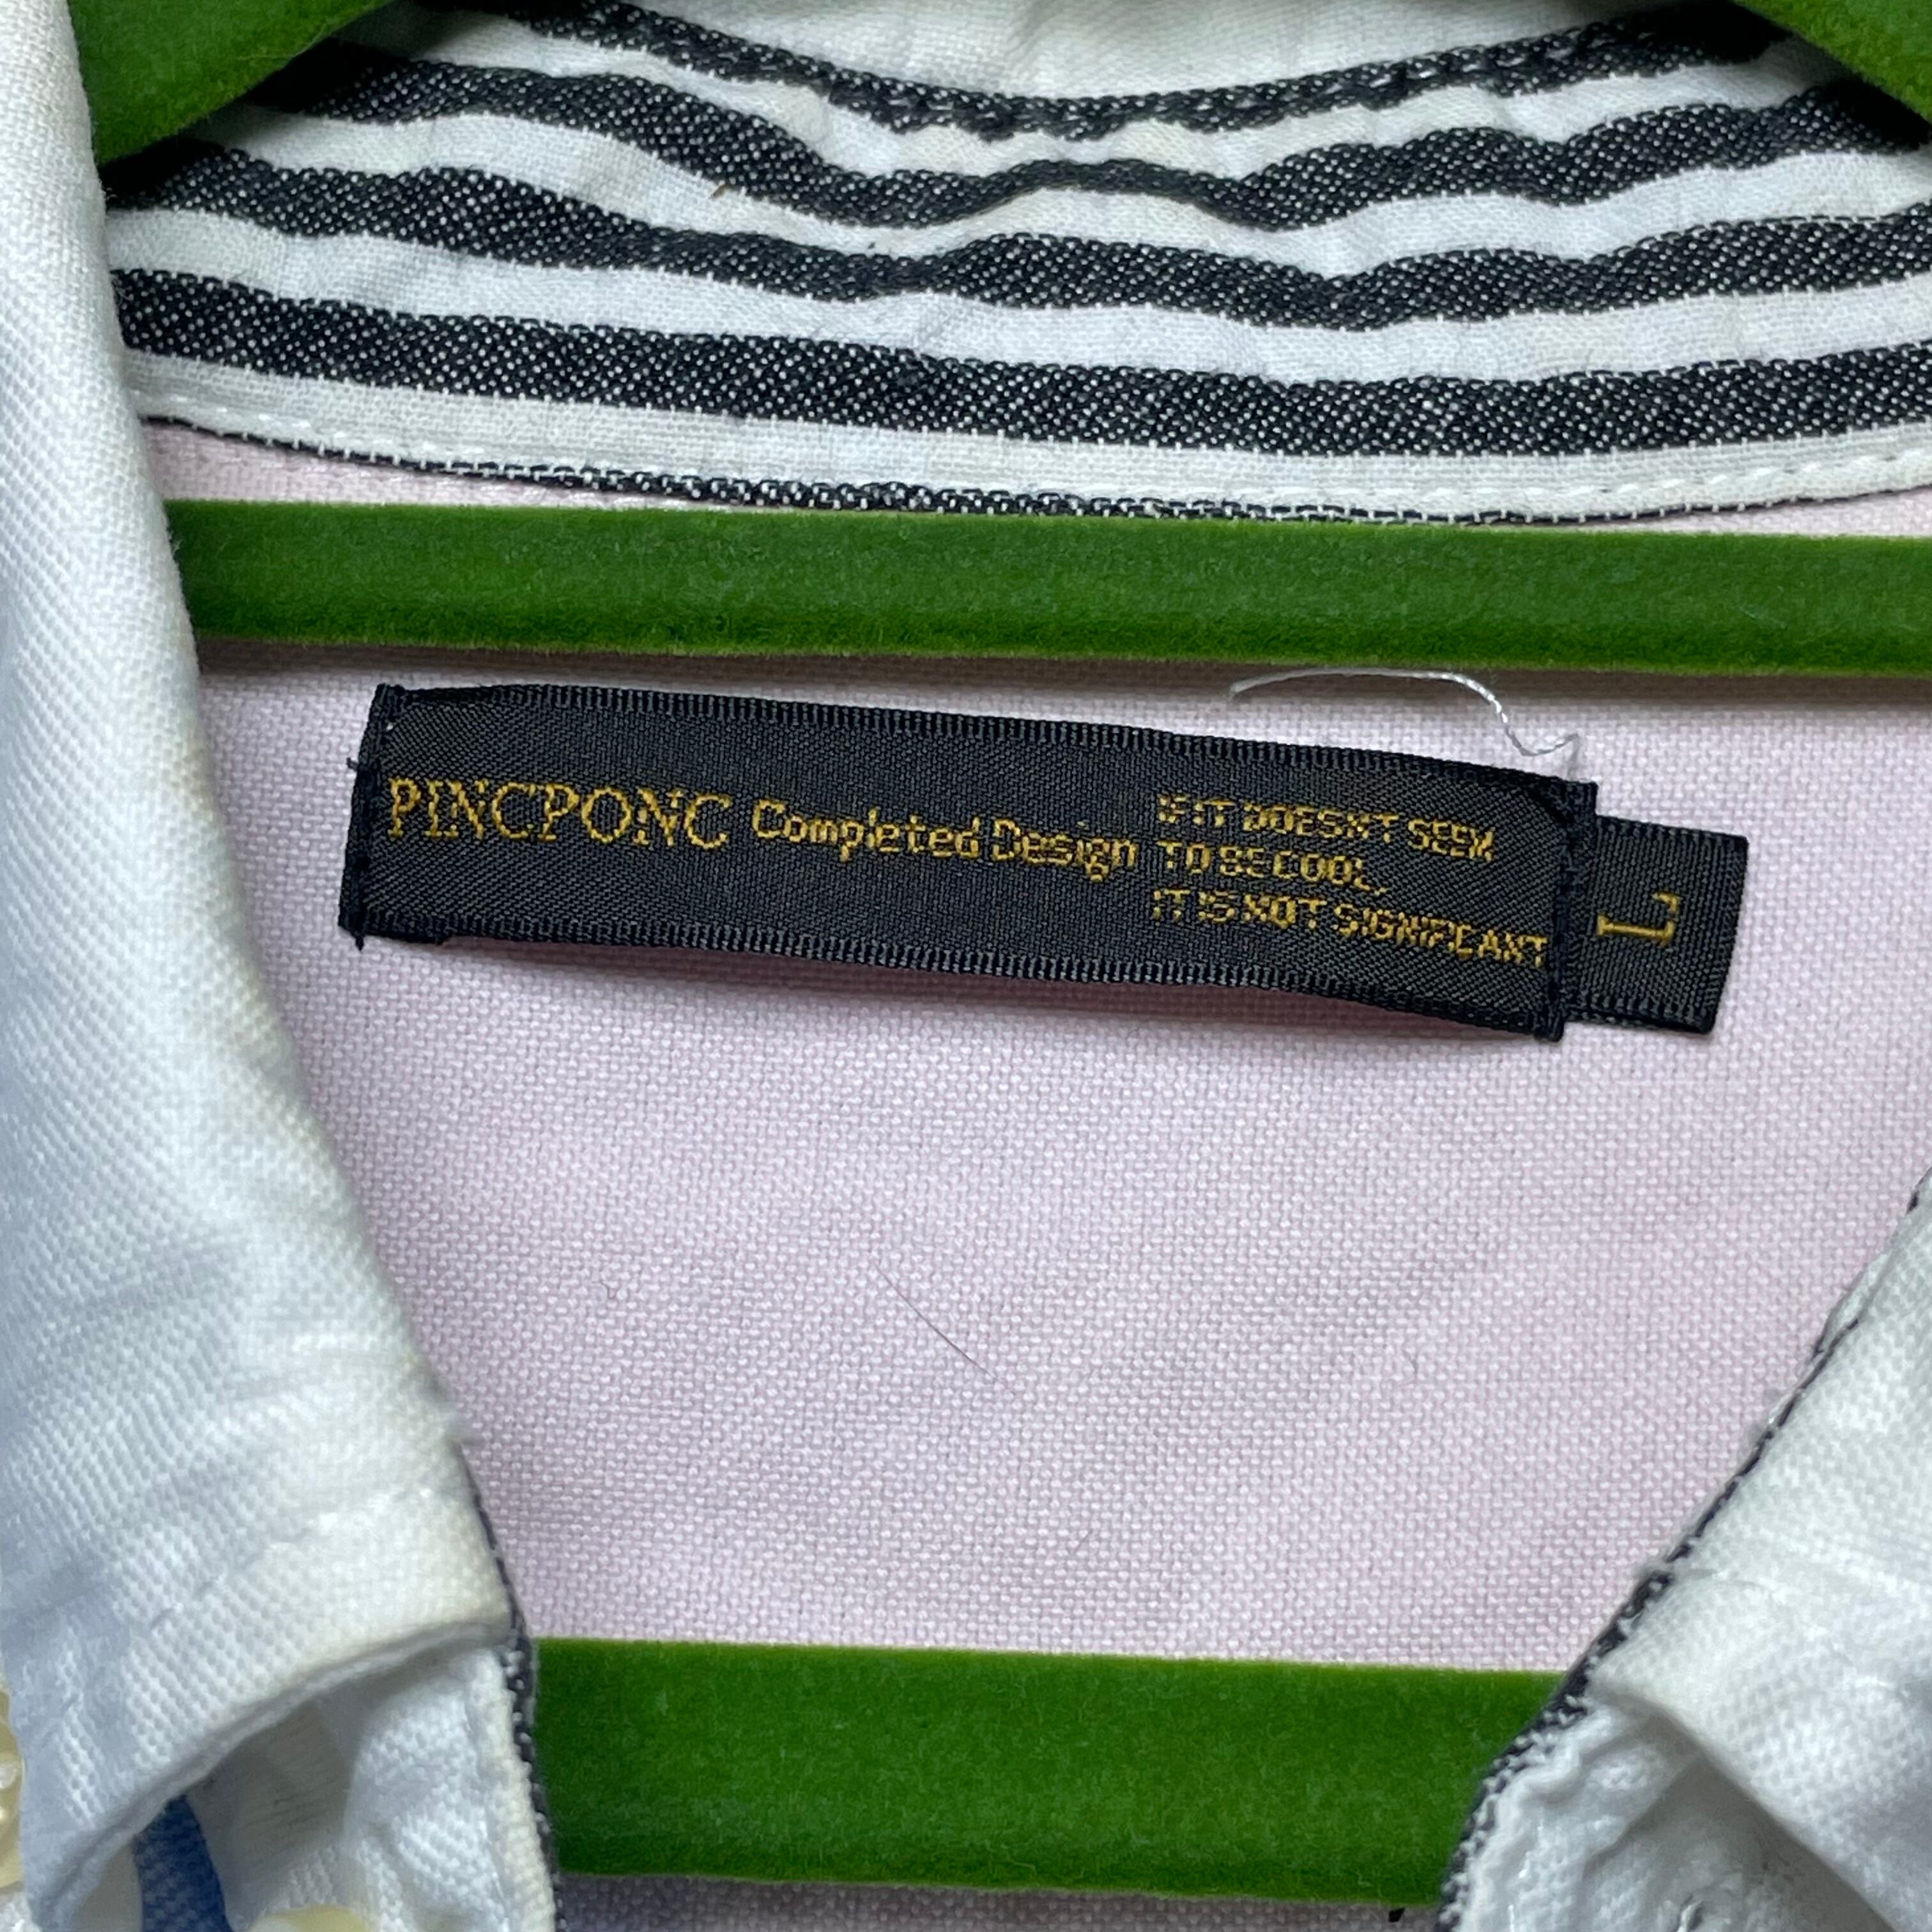 PINCPONC Completed Design
IF IT DOESN'T SEEM
TO BE COOL,
IT IS NOT SIGNIFICANT
L